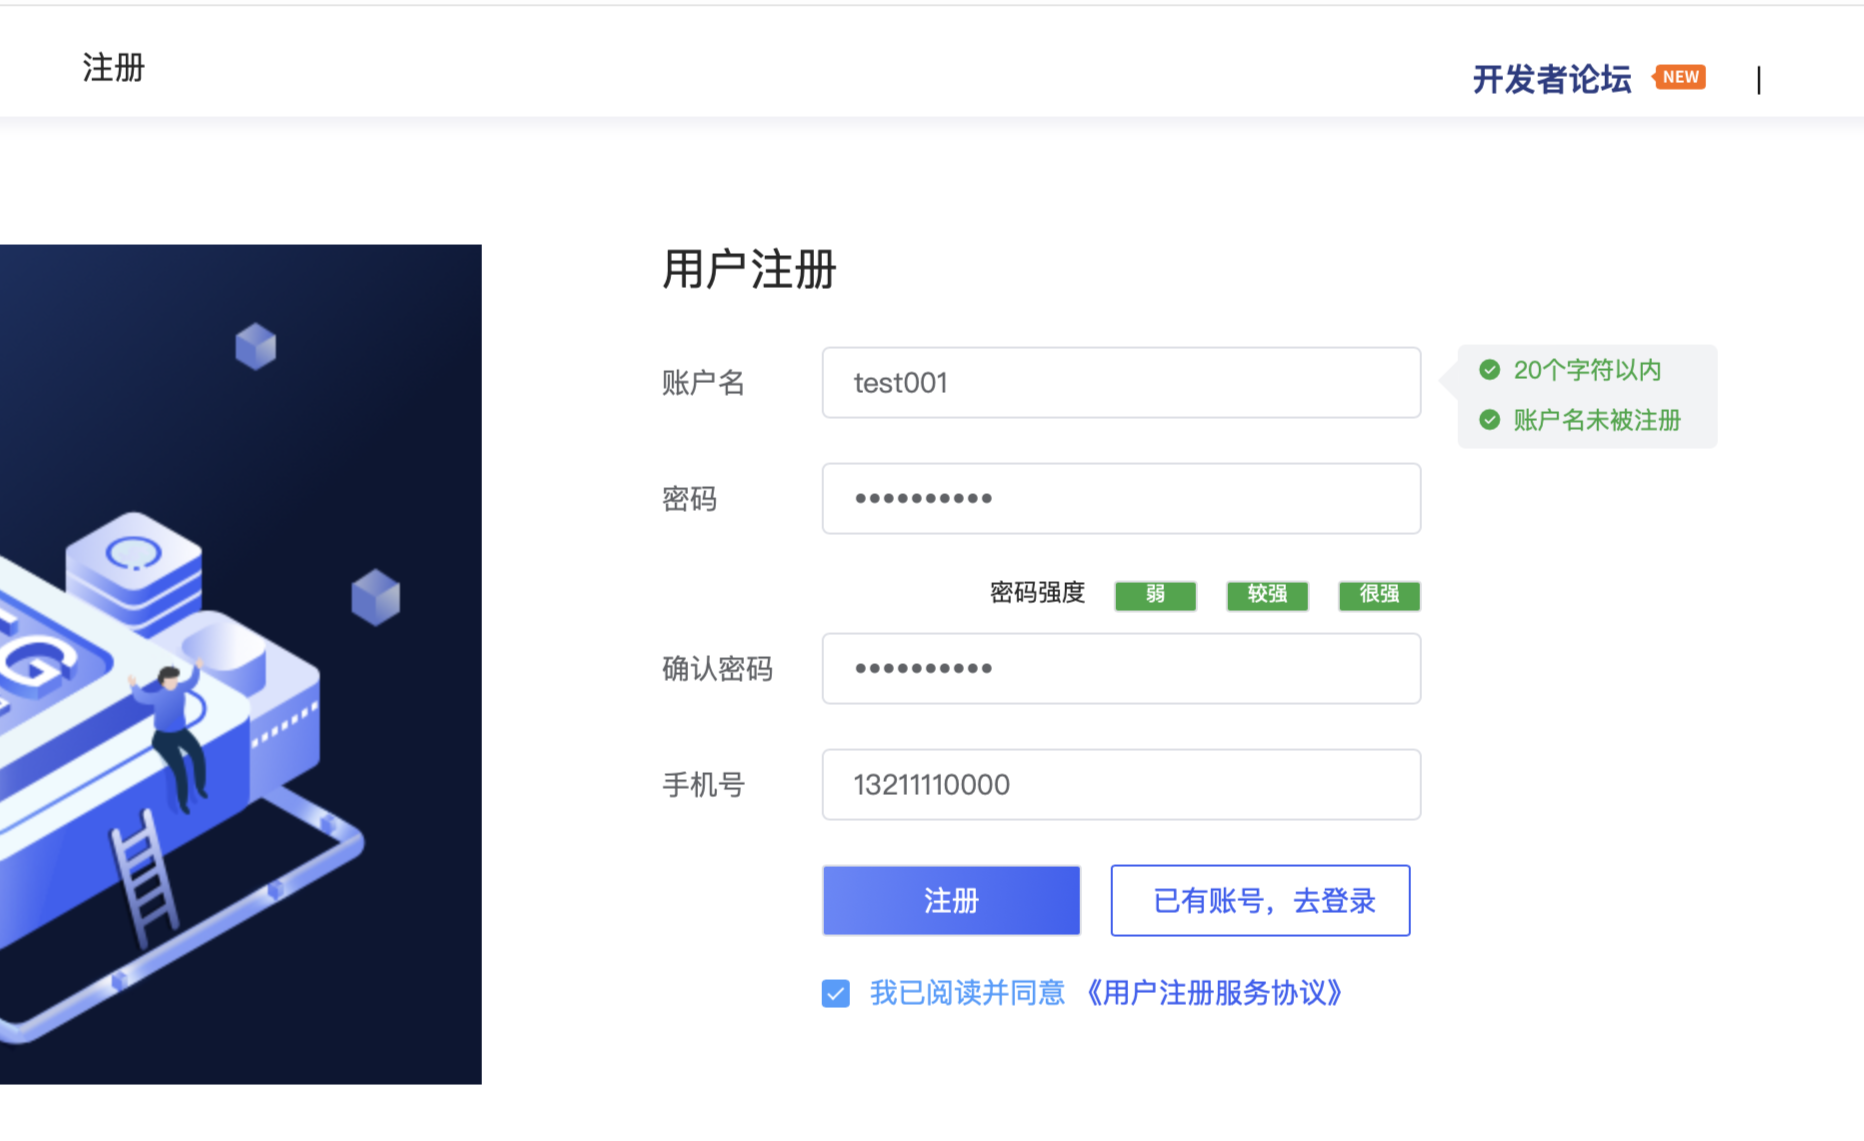 注册
开发者论坛 NEW |
用户注册
账户名 test001
20个字符以内
账户名未被注册
密码 ••••••••••
密码强度 弱 较强 很强
确认密码 ••••••••••
手机号 13211110000
注册 已有账号，去登录
我已阅读并同意 《用户注册服务协议》
G